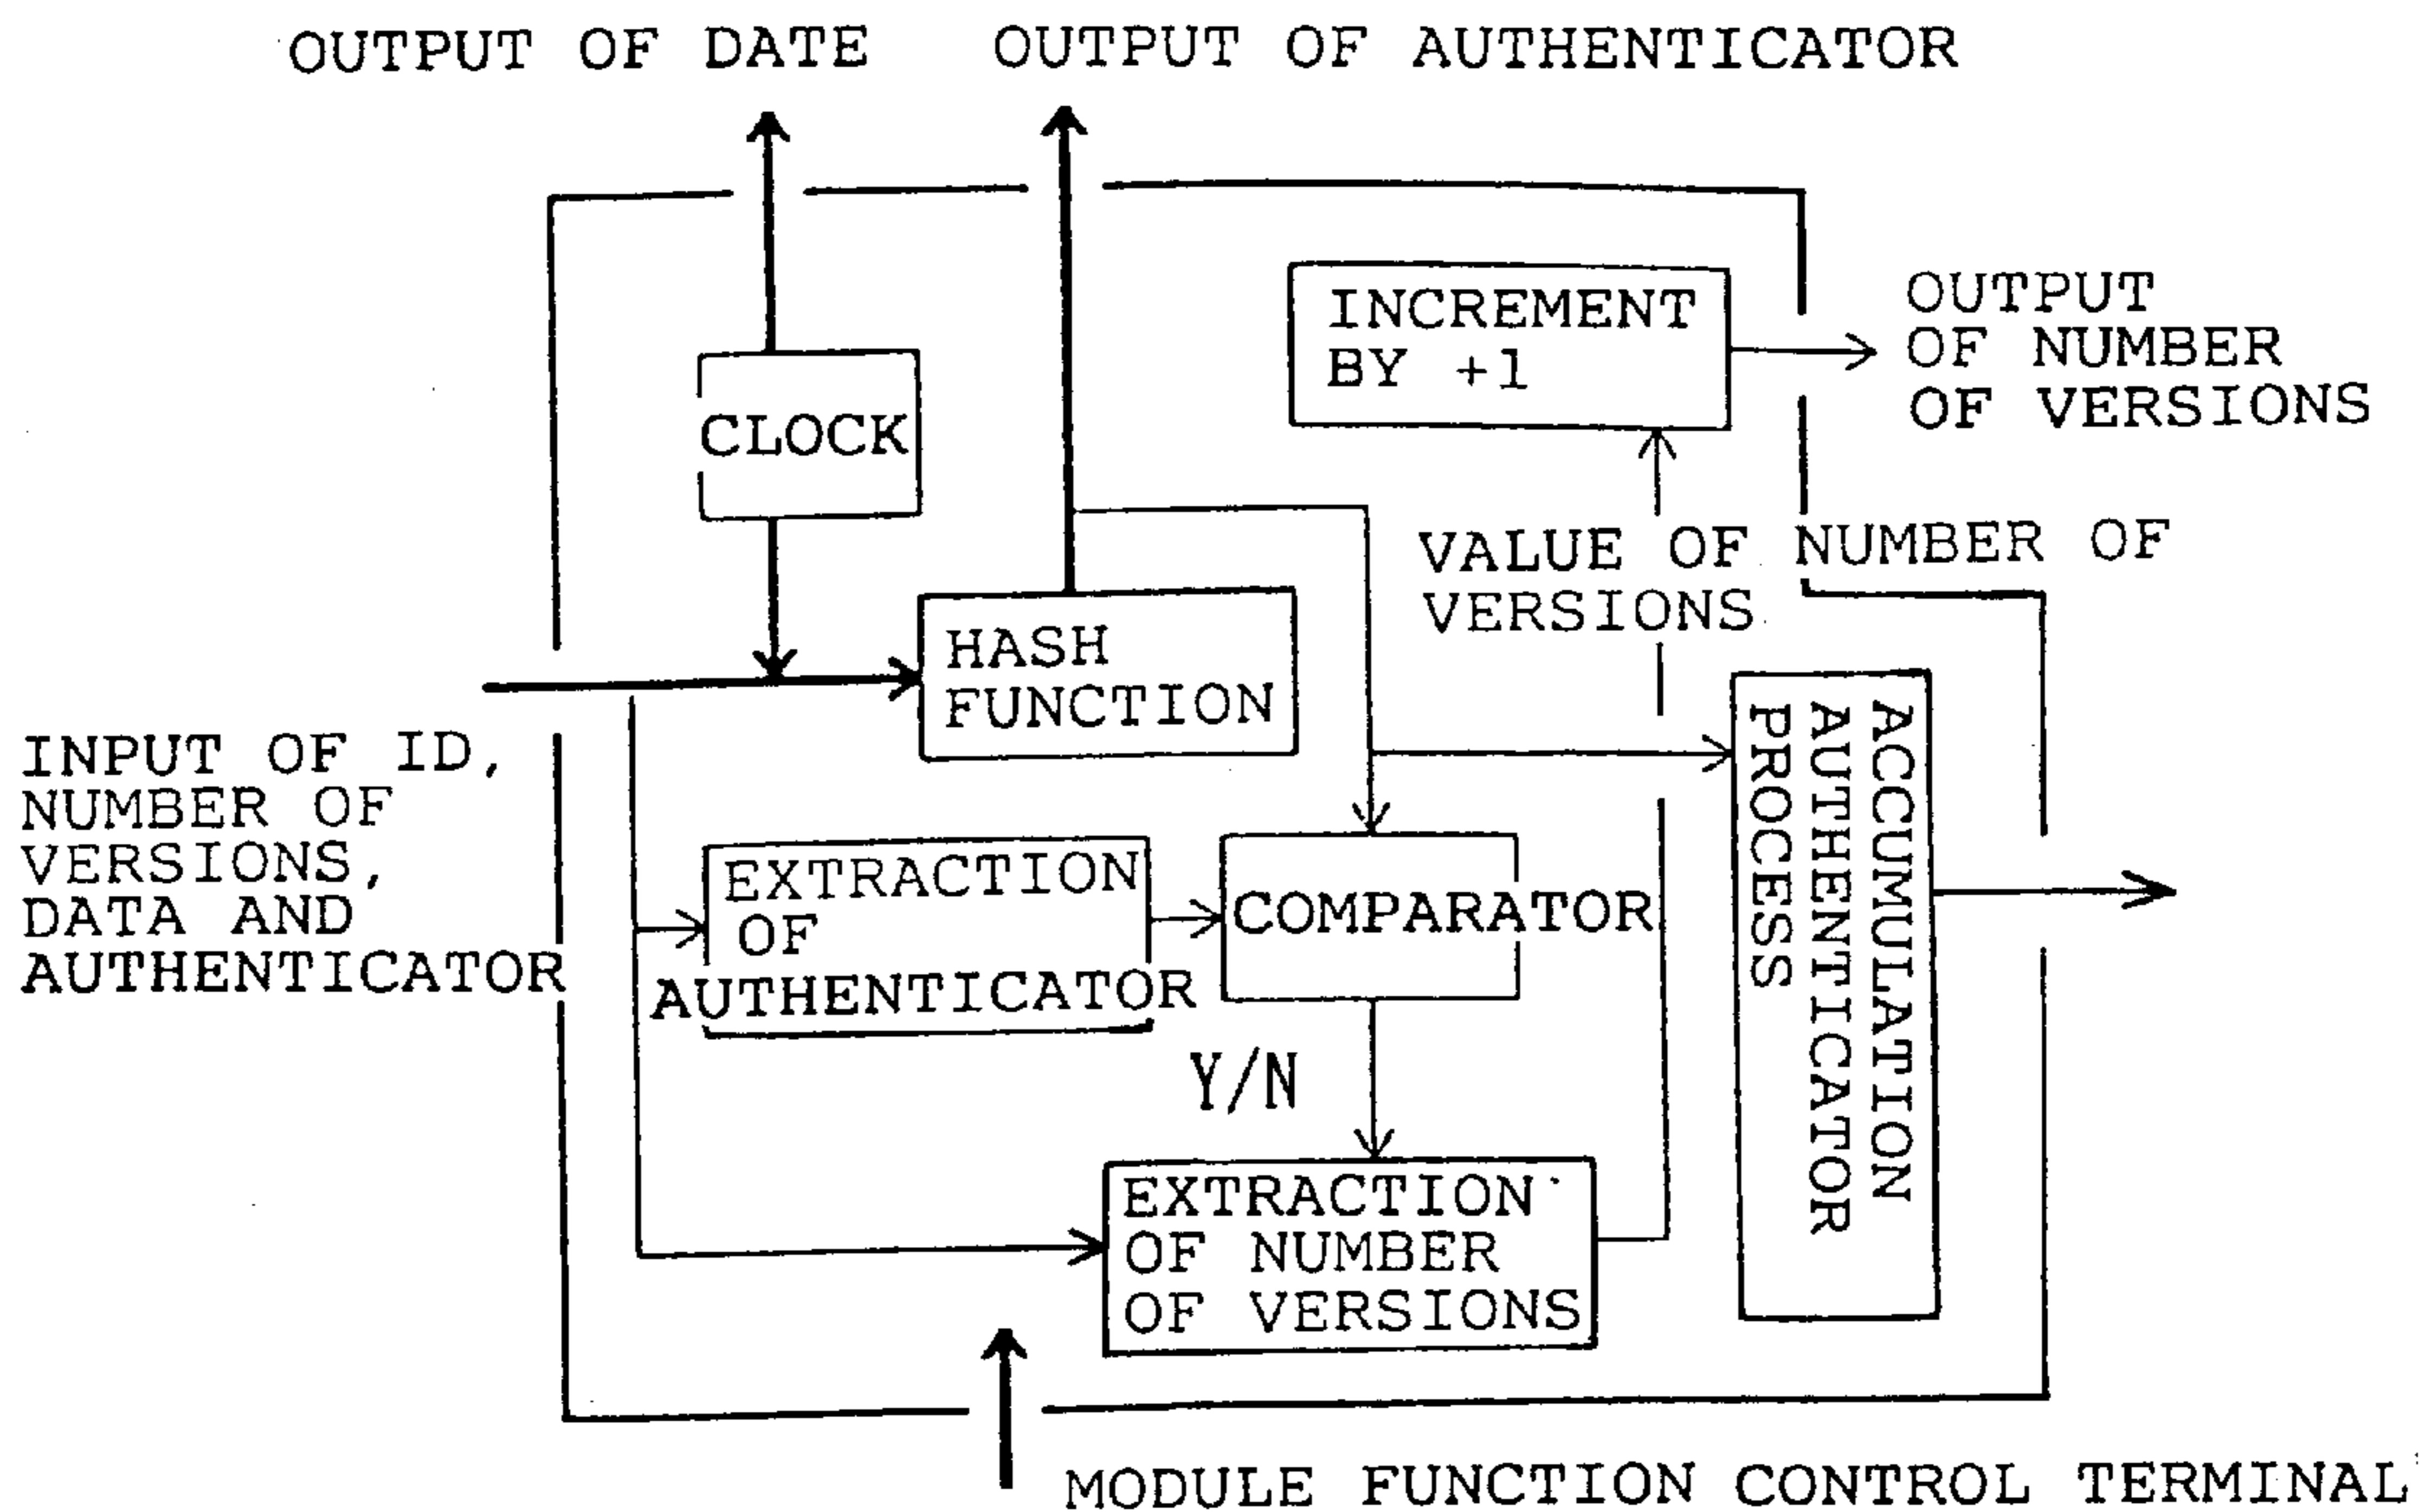 OUTPUT OF DATE
OUTPUT OF AUTHENTICATOR
INCREMENT
BY +1
OUTPUT
OF NUMBER
OF VERSIONS
CLOCK
VALUE OF NUMBER OF
VERSIONS
HASH
FUNCTION
INPUT OF ID,
NUMBER OF
VERSIONS,
DATA AND
AUTHENTICATOR
EXTRACTION
OF
AUTHENTICATOR
COMPARATOR
ACCUMULATION
AUTHENTICATOR
PROCESS
Y/N
EXTRACTION
OF NUMBER
OF VERSIONS
MODULE FUNCTION CONTROL TERMINAL